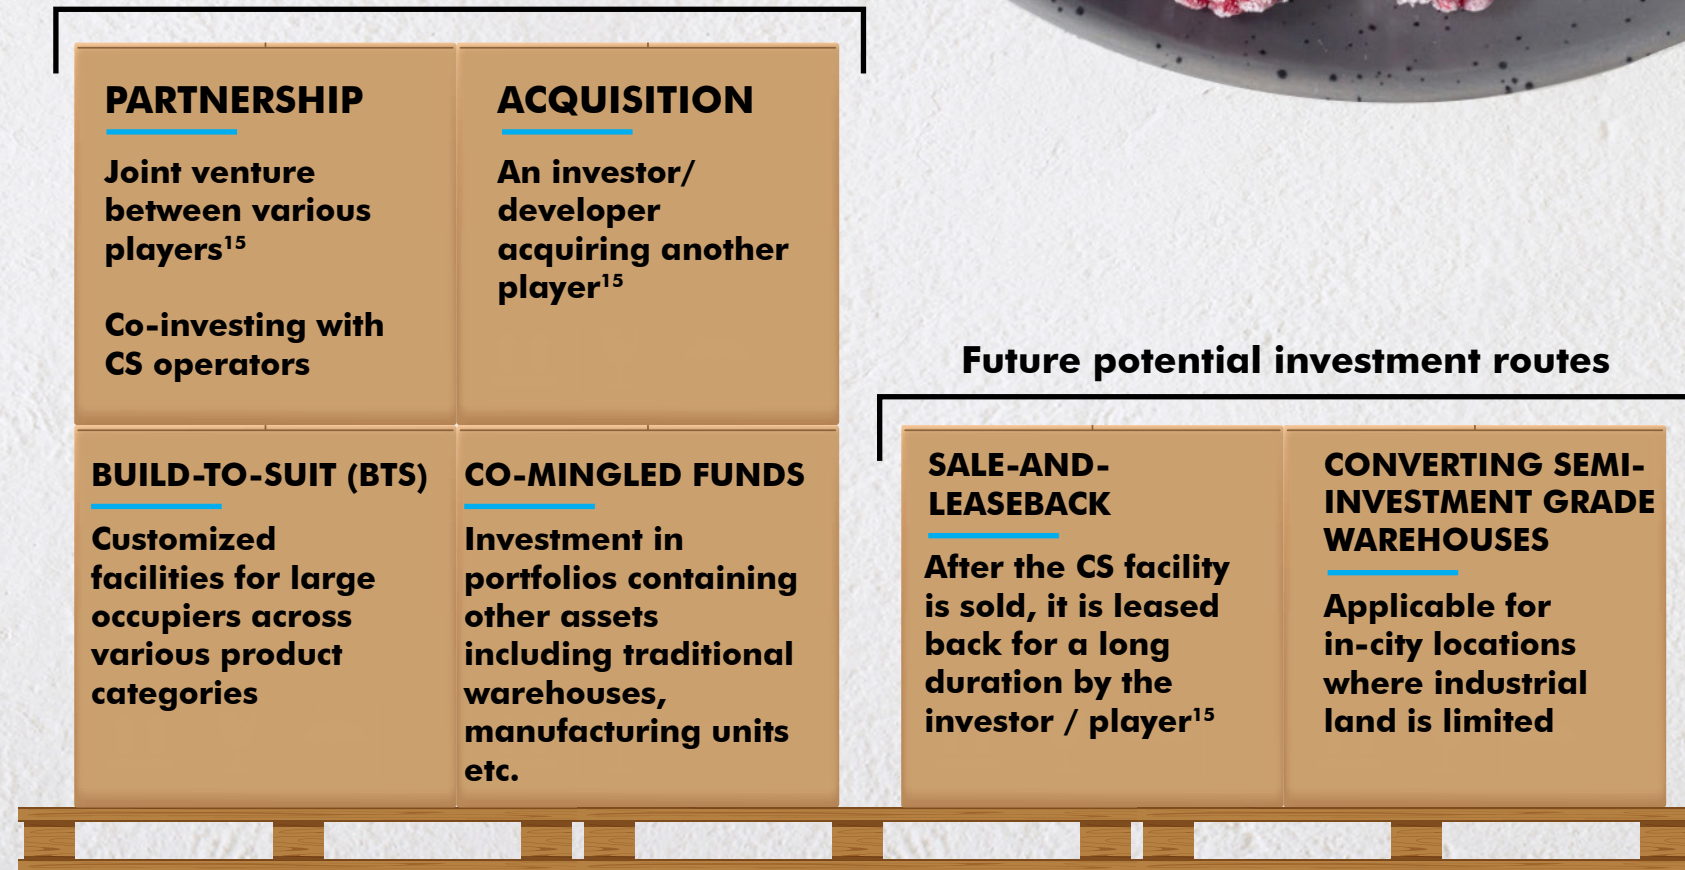 PARTNERSHIP
Joint venture
between various
players¹⁵
Co-investing with
CS operators
ACQUISITION
An investor/
developer
acquiring another
player¹⁵
BUILD-TO-SUIT (BTS)
Customized
facilities for large
occupiers across
various product
categories
CO-MINGLED FUNDS
Investment in
portfolios containing
other assets
including traditional
warehouses,
manufacturing units
etc.
Future potential investment routes
SALE-AND-
LEASEBACK
After the CS facility
is sold, it is leased
back for a long
duration by the
investor / player¹⁵
CONVERTING SEMI-
INVESTMENT GRADE
WAREHOUSES
Applicable for
in-city locations
where industrial
land is limited